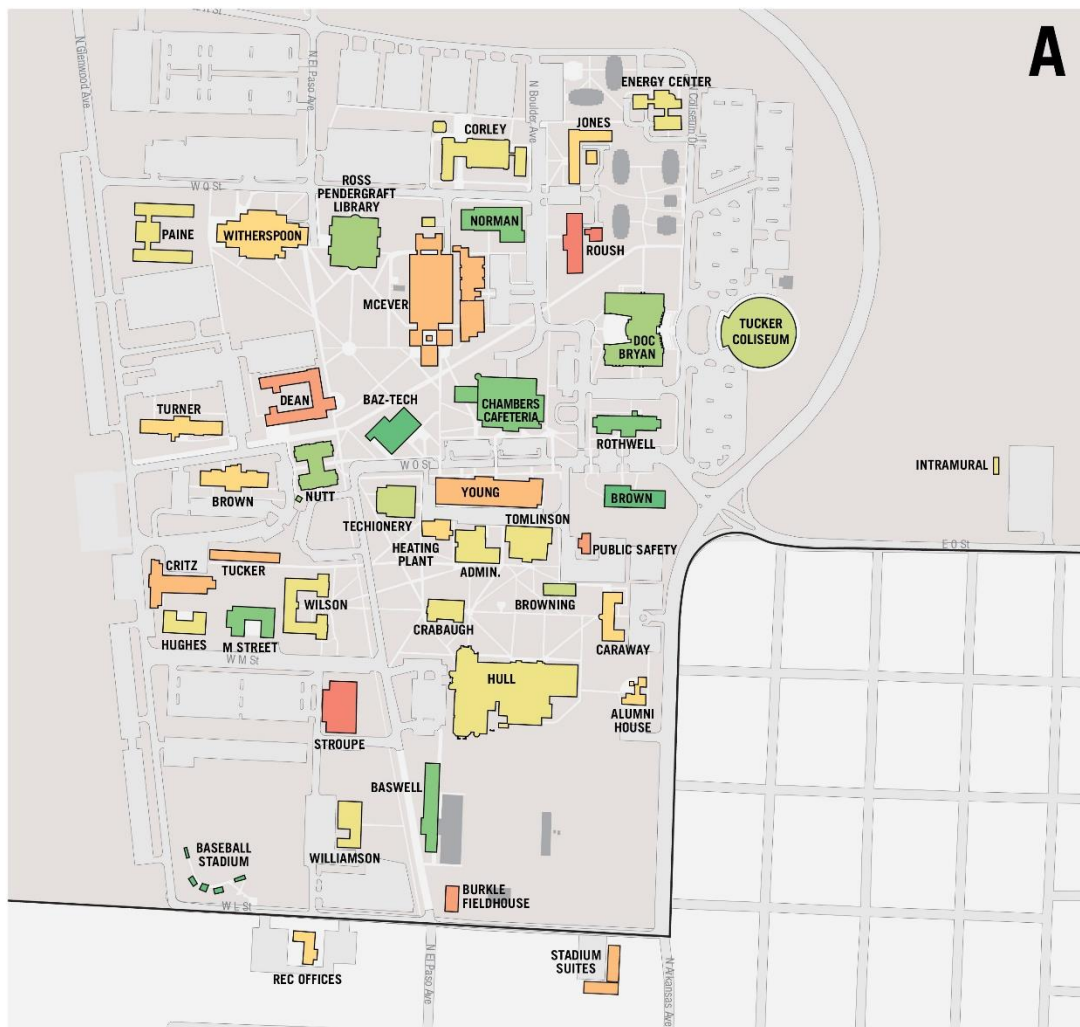 A
W R St
N Glenwood Ave
N El Paso Ave
N Boulder Ave
N Coliseum Dr
ENERGY CENTER
CORLEY
JONES
W Q St
ROSS
PENDERGRAFT
LIBRARY
PAINE
WITHERSPOON
NORMAN
ROUSH
MCEVER
DOC
BRYAN
TUCKER
COLISEUM
DEAN
BAZ-TECH
CHAMBERS
CAFETERIA
TURNER
ROTHWELL
W O St
INTRAMURAL
BROWN
NUTT
YOUNG
BROWN
TECHIONERY
TOMLINSON
HEATING
PLANT
ADMIN.
PUBLIC SAFETY
E O St
CRITZ
TUCKER
WILSON
BROWNING
HUGHES
M STREET
CRABAUGH
CARAWAY
W M St
HULL
ALUMNI
HOUSE
STROUPE
BASWELL
WILLIAMSON
BASEBALL
STADIUM
BURKLE
FIELDHOUSE
W L St
REC OFFICES
N El Paso Ave
STADIUM
SUITES
N Arkansas Ave